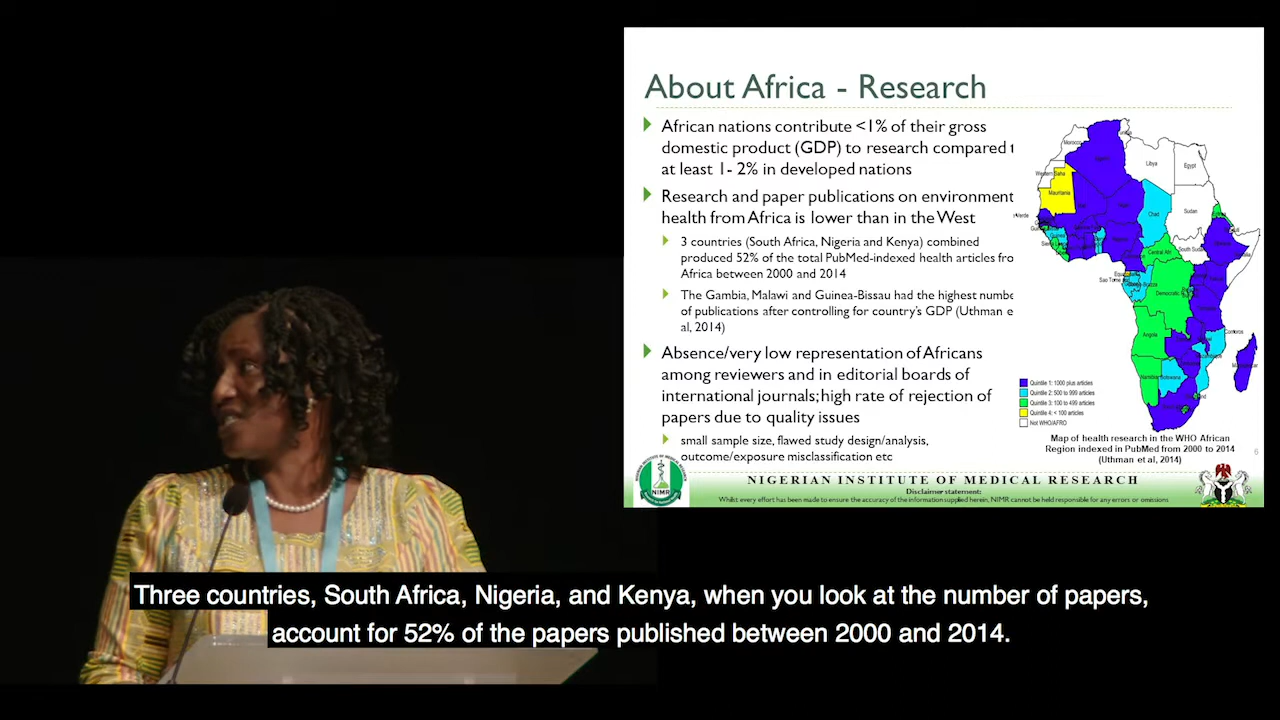 About Africa - Research
African nations contribute <1% of their gross
domestic product (GDP) to research compared t
at least 1- 2% in developed nations
Research and paper publications on environment
health from Africa is lower than in the West
3 countries (South Africa, Nigeria and Kenya) combined
produced 52% of the total PubMed-indexed health articles fro
Africa between 2000 and 2014
The Gambia, Malawi and Guinea-Bissau had the highest numbe
of publications after controlling for country's GDP (Uthman e
al, 2014)
Absence/very low representation of Africans
among reviewers and in editorial boards of
international journals; high rate of rejection of
papers due to quality issues
small sample size, flawed study design/analysis,
outcome/exposure misclassification etc
Morocco
Libya
Egypt
Mauritania
Chad
Sudan
Central Afri
South Suda
Democratic
Angola
Namibia
Botswana
Comoros
Quintile 1: 1000 plus articles
Quintile 2: 500 to 999 articles
Quintile 3: 100 to 499 articles
Quintile 4: < 100 articles
Not WHO/AFRO
Map of health research in the WHO African
Region indexed in PubMed from 2000 to 2014
(Uthman et al, 2014)
6
NIMR
NIGERIAN INSTITUTE OF MEDICAL RESEARCH
Disclaimer statement:
Whilst every effort has been made to ensure the accuracy of the information supplied herein, NIMR cannot be held responsible for any errors or omissions
Three countries, South Africa, Nigeria, and Kenya, when you look at the number of papers,
account for 52% of the papers published between 2000 and 2014.